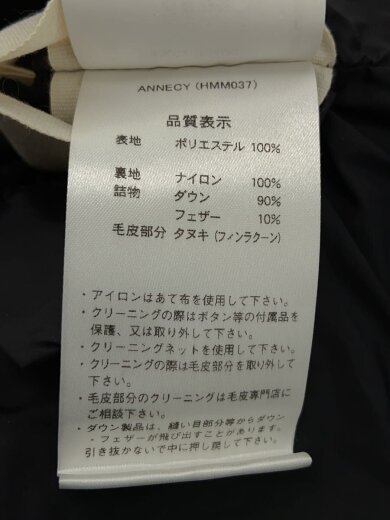 ANNECY (HMM037)
品質表示
表地 ポリエステル 100%
裏地 ナイロン 100%
詰物 ダウン 90%
フェザー 10%
毛皮部分 タヌキ (フィンラクーン)
・アイロンはあて布を使用して下さい。
・クリーニングの際はボタン等の付属品を
保護、又は取り外して下さい。
・クリーニングネットを使用して下さい。
・クリーニングの際は毛皮部分を取り外して
下さい。
・毛皮部分のクリーニングは毛皮専門店に
ご相談下さい。
・ダウン製品は、縫い目部分等からダウン
・フェザーが飛び出すことがあります。
引き抜かないで中に押し戻して下さい。